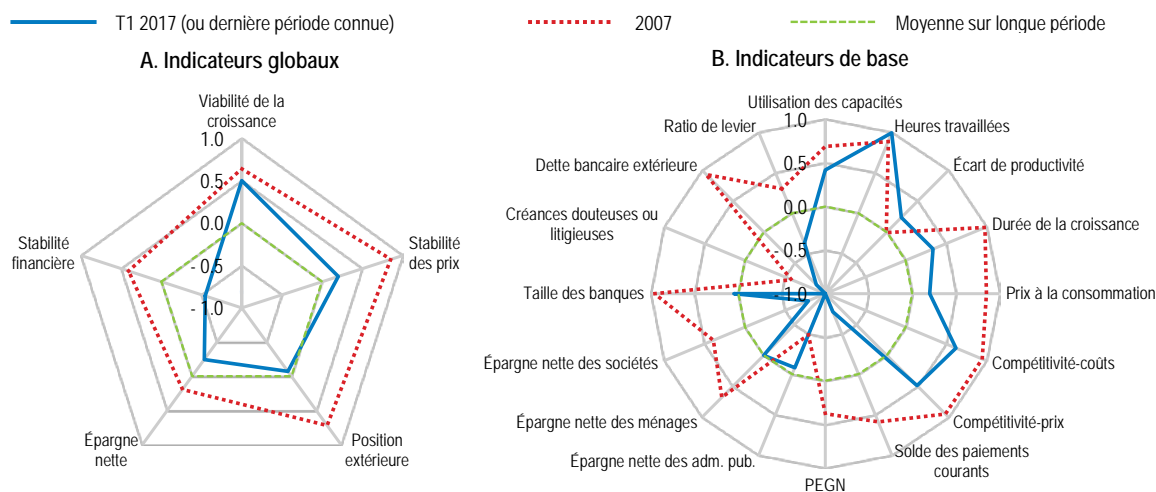 T1 2017 (ou dernière période connue)
2007
Moyenne sur longue période
A. Indicateurs globaux
Viabilité de la
croissance
1.0
0.5
0.0
- 0.5
- 1.0
Stabilité
des prix
Position
extérieure
Épargne
nette
Stabilité
financière
B. Indicateurs de base
Utilisation des capacités
1.0
0.5
0.0
- 0.5
- 1.0
Heures travaillées
Écart de productivité
Durée de la croissance
Prix à la consommation
Compétitivité-coûts
Compétitivité-prix
Solde des paiements
courants
PEGN
Épargne nette des adm. pub.
Épargne nette des ménages
Épargne nette des sociétés
Taille des banques
Créances douteuses ou
litigieuses
Dette bancaire extérieure
Ratio de levier